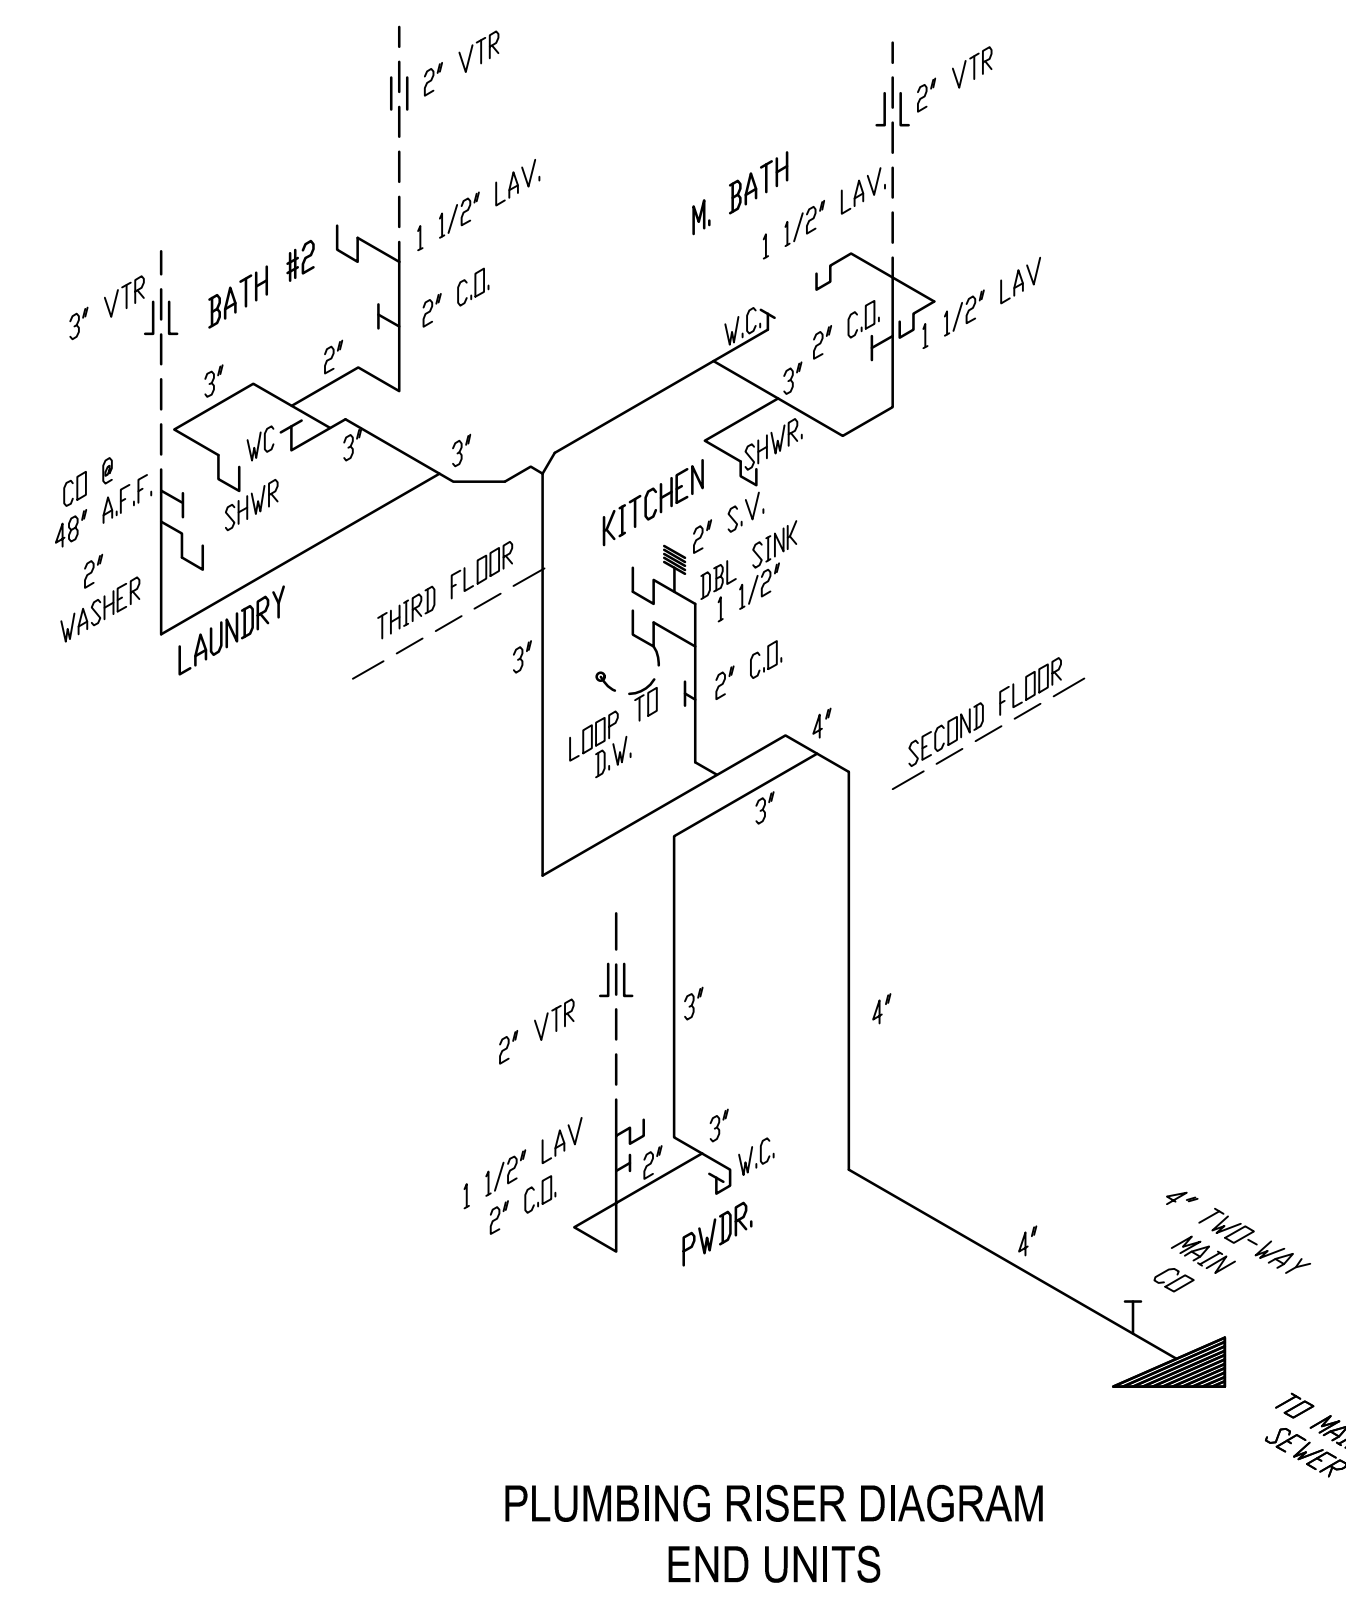 2" VTR
2" VTR
M. BATH
1 1/2" LAV.
1 1/2" LAV.
BATH #2
3" VTR
2" C.O.
W.C.
2" C.O.
1 1/2" LAV
3"
2"
3"
WC
3"
3"
SHWR.
CO @
48" A.F.F.
SHWR
2"
WASHER
LAUNDRY
KITCHEN
2" S.V.
DBL SINK
1 1/2"
THIRD FLOOR
3"
2" C.O.
LOOP TO
D.W.
4"
SECOND FLOOR
3"
2" VTR
3"
4"
1 1/2" LAV
2" C.O.
2"
3"
W.C.
PWDR.
4"
4" TWO-WAY
MAIN
CO
TO MAI
SEWER
PLUMBING RISER DIAGRAM
END UNITS